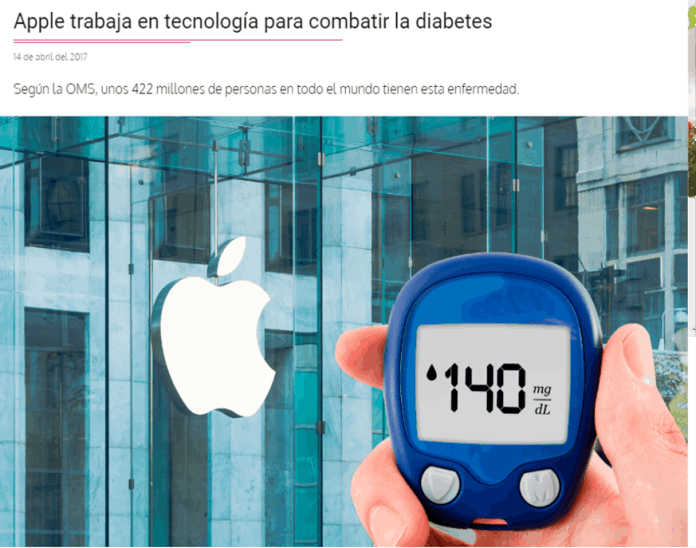 Apple trabaja en tecnología para combatir la diabetes
14 de abril del 2017
Según la OMS, unos 422 millones de personas en todo el mundo tienen esta enfermedad.
140 mg/dL
M